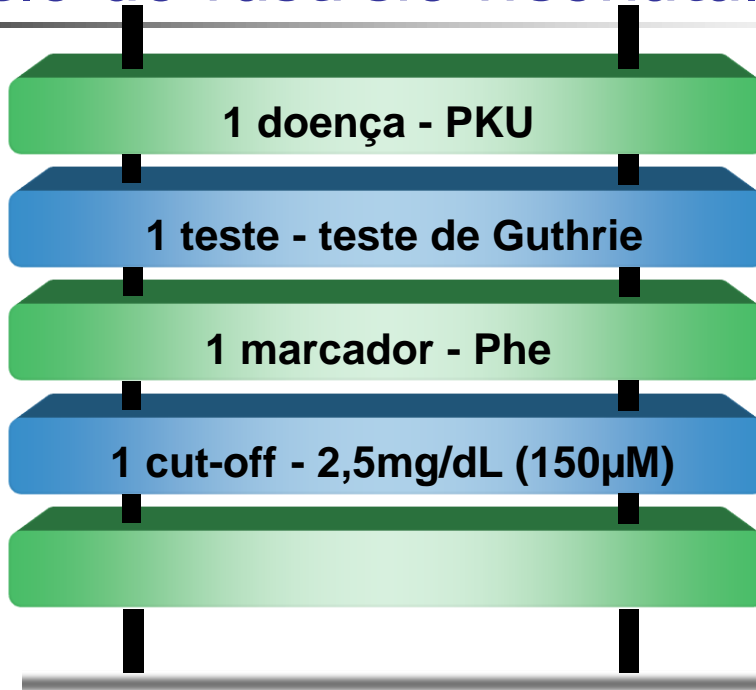 1 doença - PKU
1 teste - teste de Guthrie
1 marcador - Phe
1 cut-off - 2,5mg/dL (150µM)